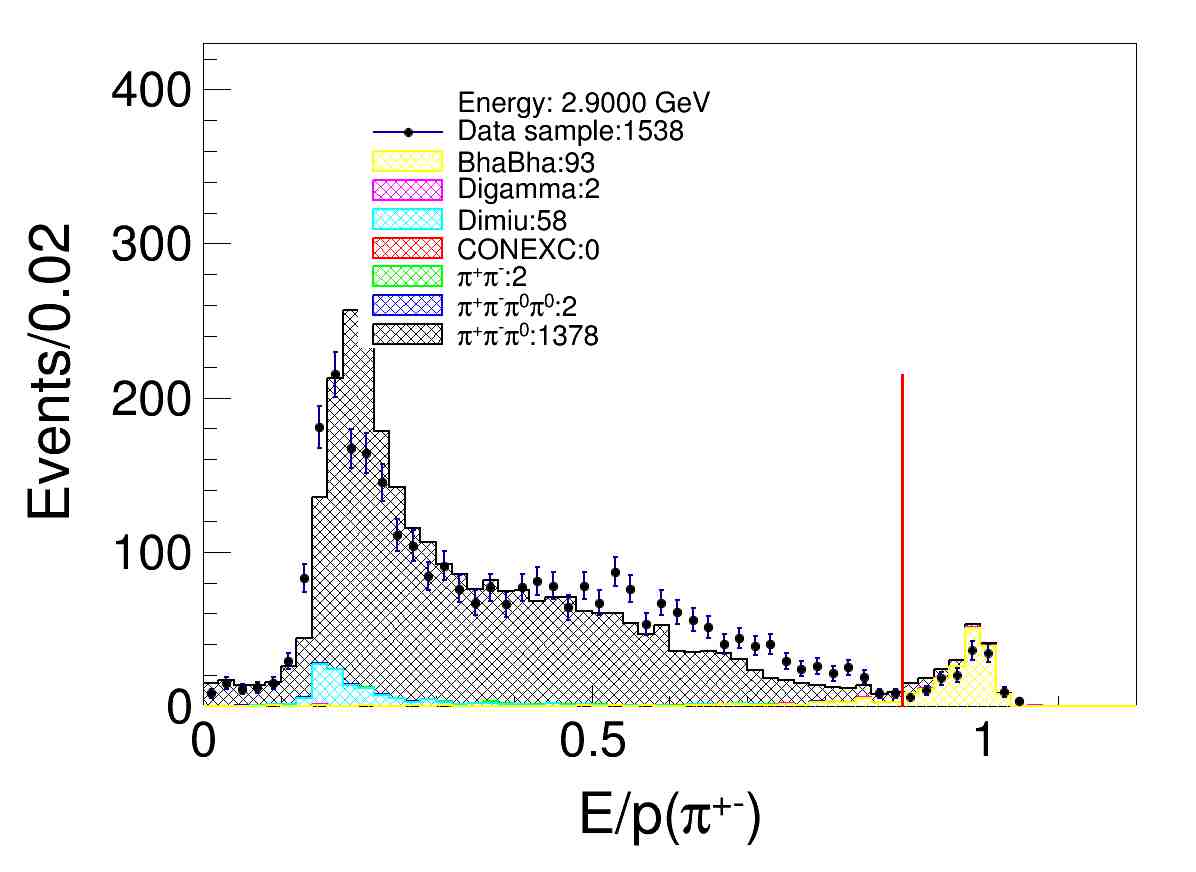 Energy: 2.9000 GeV
Data sample:1538
BhaBha:93
Digamma:2
Dimiu:58
CONEXC:0
π⁺π⁻:2
π⁺π⁻π⁰π⁰:2
π⁺π⁻π⁰:1378
Events/0.02
400
300
200
100
0
0 0.5 1
E/p(π⁺⁻)